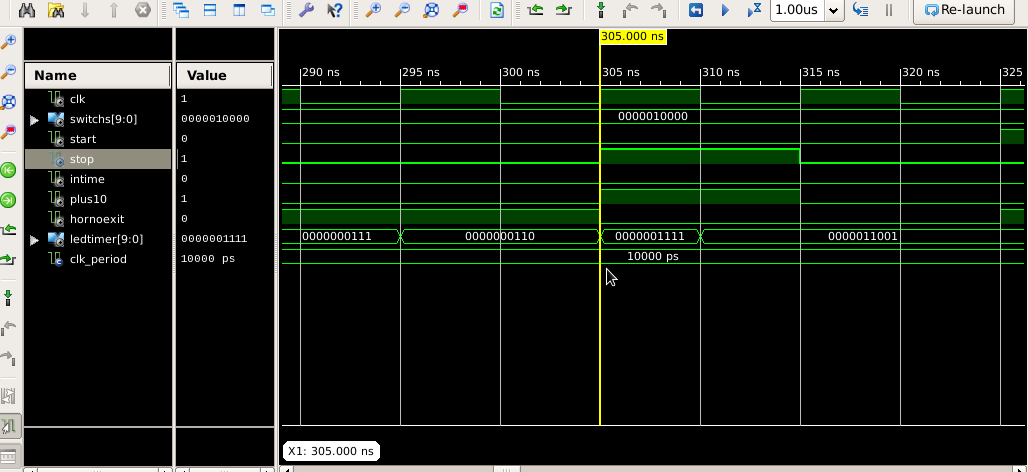 1.00us Re-launch
305.000 ns
Name Value 290 ns 295 ns 300 ns 305 ns 310 ns 315 ns 320 ns 325
clk 1
switchs[9:0] 0000010000 0000010000
start 0
stop 1
intime 0
plus10 1
hornoexit 0
ledtimer[9:0] 0000001111 0000000111 0000000110 0000001111 0000011001
clk_period 10000 ps 10000 ps
X1: 305.000 ns